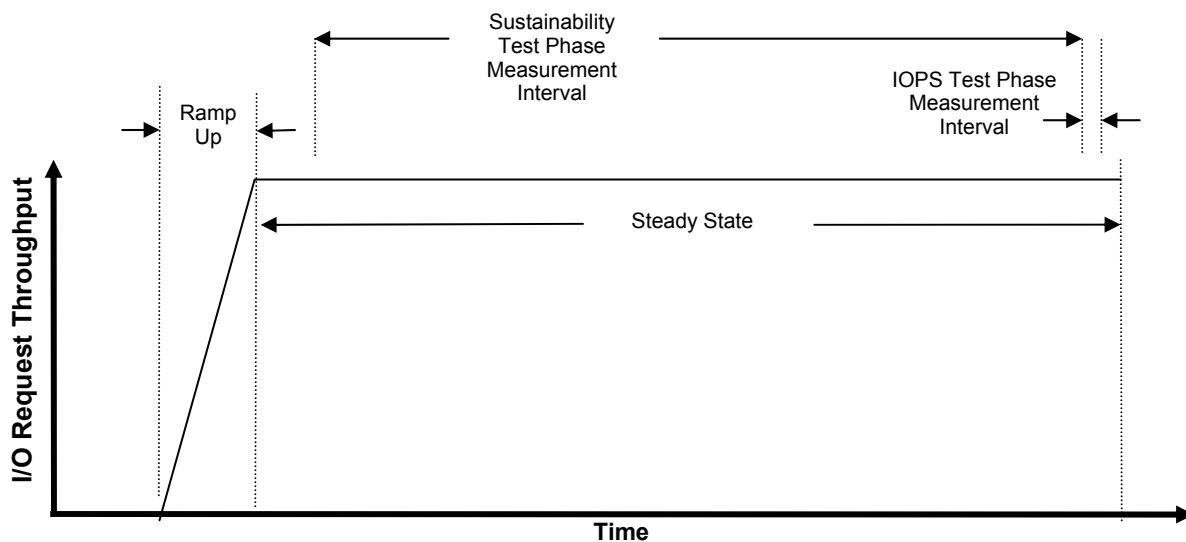 Sustainability
Test Phase
Measurement
Interval
IOPS Test Phase
Measurement
Interval
Ramp
Up
Steady State
I/O Request Throughput
Time